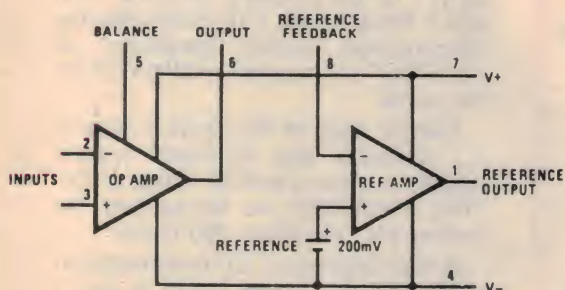 BALANCE
OUTPUT
REFERENCE
FEEDBACK
5
6
8
7
V+
2
−
INPUTS
OP AMP
3
+
−
REF AMP
1
REFERENCE
OUTPUT
+
+
REFERENCE
200mV
4
V−